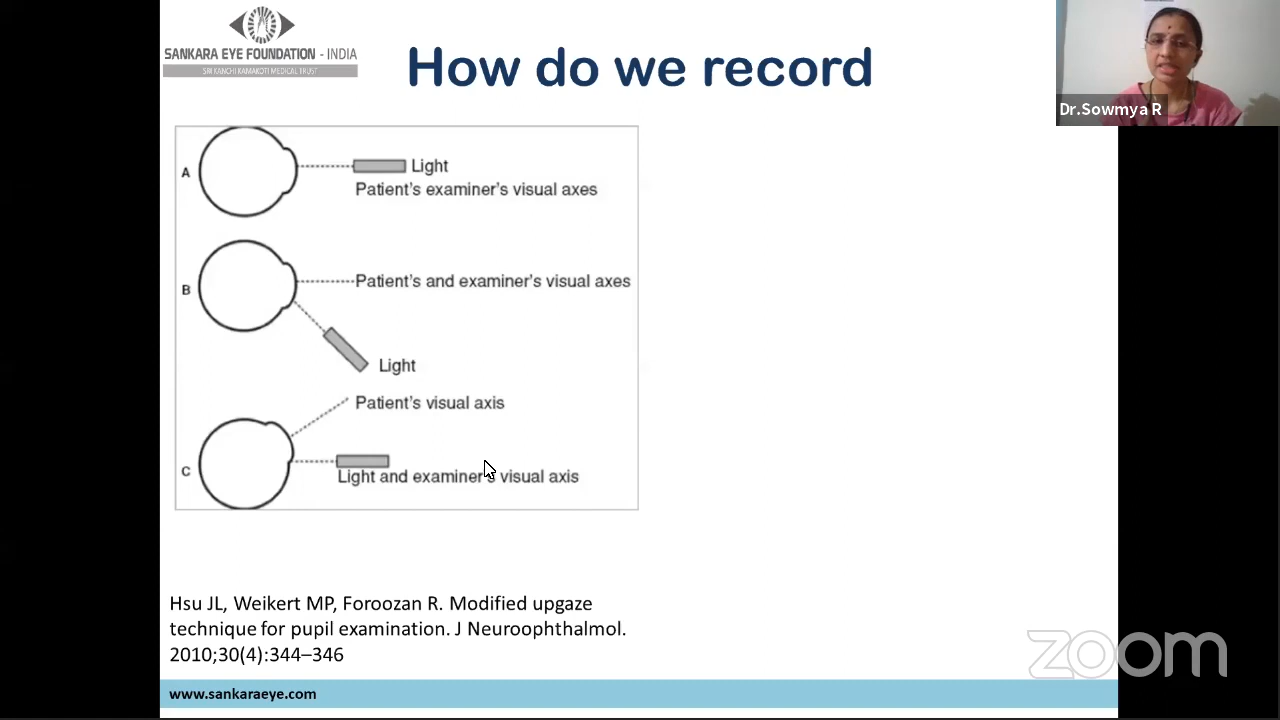 SANKARA EYE FOUNDATION - INDIA
SRI KANCHI KAMAKOTI MEDICAL TRUST
How do we record
Dr.Sowmya R
A
Light
Patient's examiner's visual axes
B
Patient's and examiner's visual axes
Light
Patient's visual axis
C
Light and examiner's visual axis
Hsu JL, Weikert MP, Foroozan R. Modified upgaze
technique for pupil examination. J Neuroophthalmol.
2010;30(4):344–346
zoom
www.sankaraeye.com